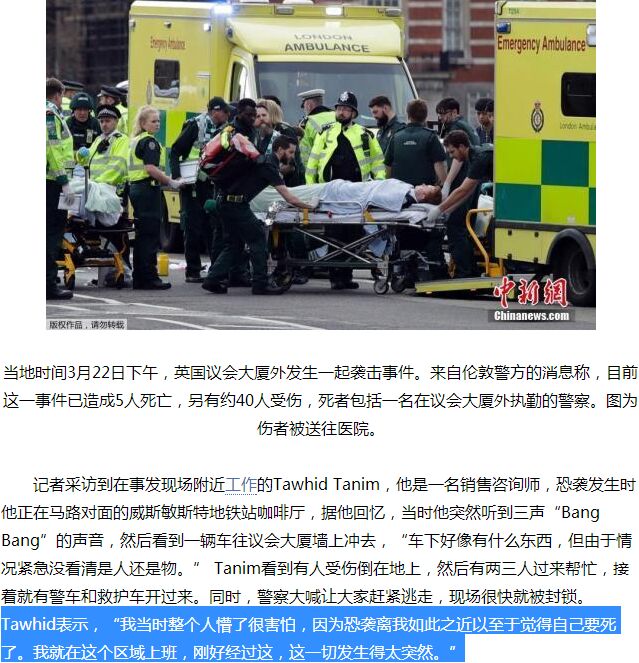 LONDON
AMBULANCE
T25A
Emergency Ambulance
London Ambulance
中新网
Chinanews.com
版权作品，请勿转载
当地时间3月22日下午，英国议会大厦外发生一起袭击事件。来自伦敦警方的消息称，目前
这一事件已造成5人死亡，另有约40人受伤，死者包括一名在议会大厦外执勤的警察。图为
伤者被送往医院。
记者采访到在事发现场附近工作的Tawhid Tanim，他是一名销售咨询师，恐袭发生时
他正在马路对面的威斯敏斯特地铁站咖啡厅，据他回忆，当时他突然听到三声“Bang
Bang”的声音，然后看到一辆车往议会大厦墙上冲去，“车下好像有什么东西，但由于情
况紧急没看清是人还是物。” Tanim看到有人受伤倒在地上，然后有两三人过来帮忙，接
着就有警车和救护车开过来。同时，警察大喊让大家赶紧逃走，现场很快就被封锁。
Tawhid表示，“我当时整个人懵了很害怕，因为恐袭离我如此之近以至于觉得自己要死
了。我就在这个区域上班，刚好经过这，这一切发生得太突然。”